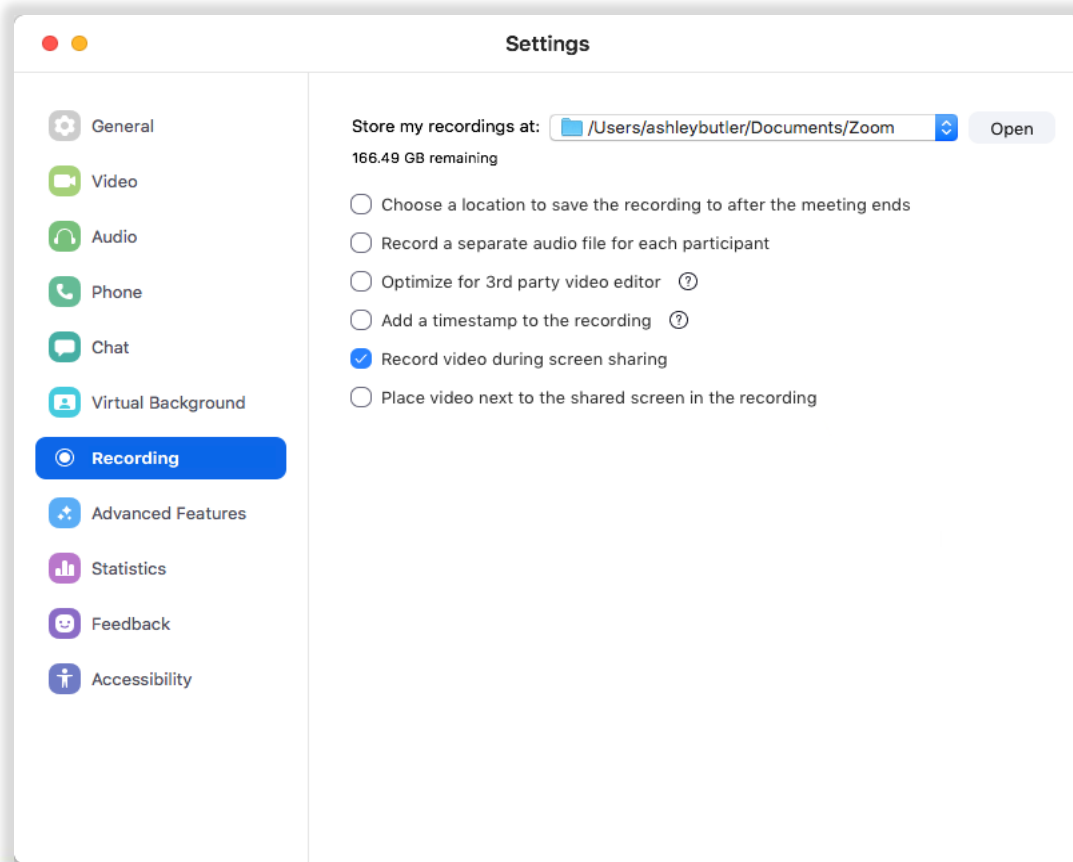 Settings
General
Video
Audio
Phone
Chat
Virtual Background
Recording
Advanced Features
Statistics
Feedback
Accessibility
Store my recordings at: /Users/ashleybutler/Documents/Zoom Open
166.49 GB remaining
Choose a location to save the recording to after the meeting ends
Record a separate audio file for each participant
Optimize for 3rd party video editor ?
Add a timestamp to the recording ?
Record video during screen sharing
Place video next to the shared screen in the recording